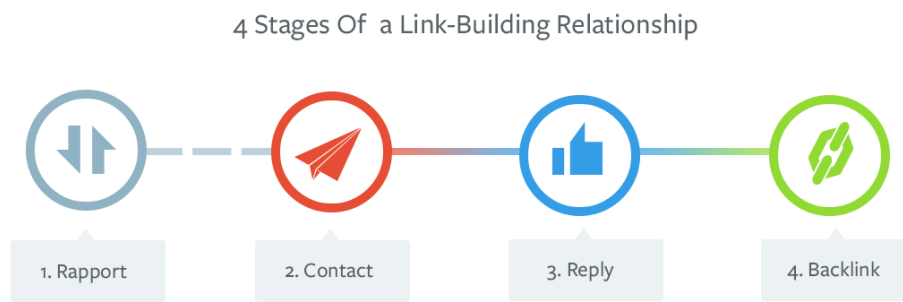 4 Stages Of a Link-Building Relationship
1. Rapport
2. Contact
3. Reply
4. Backlink